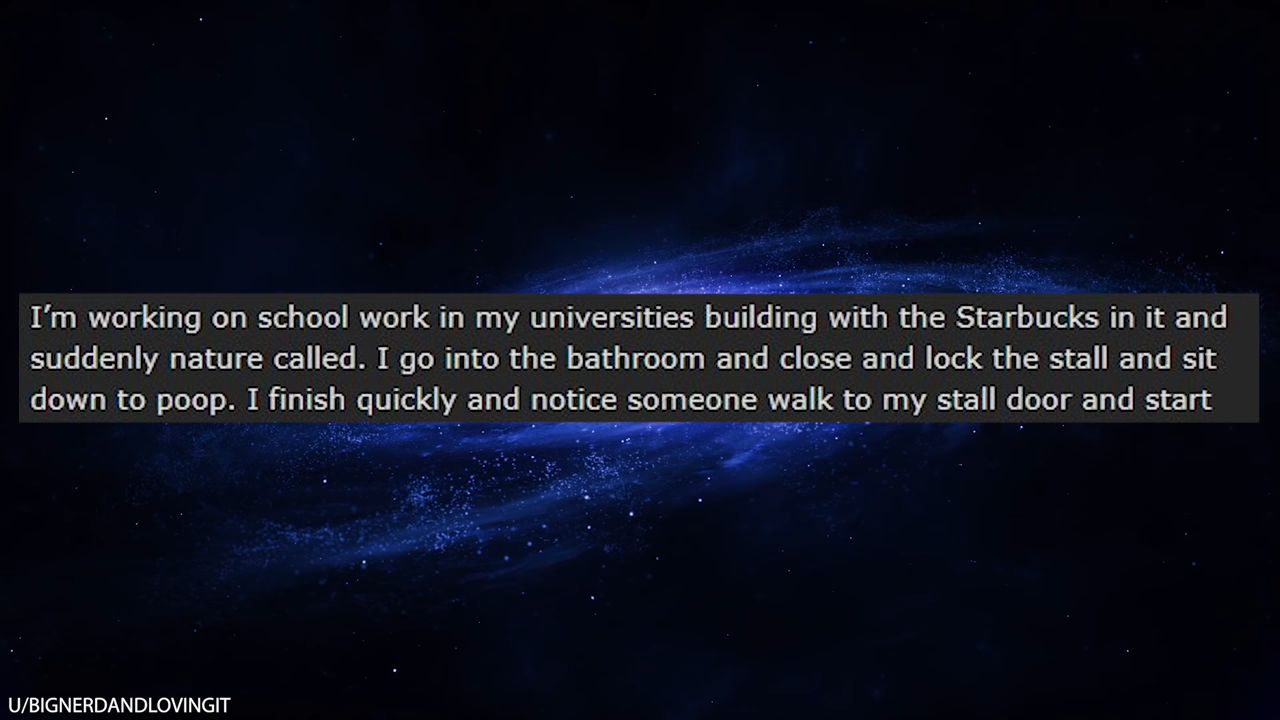 I’m working on school work in my universities building with the Starbucks in it and
suddenly nature called. I go into the bathroom and close and lock the stall and sit
down to poop. I finish quickly and notice someone walk to my stall door and start
U/BIGNERDANDLOVINGIT